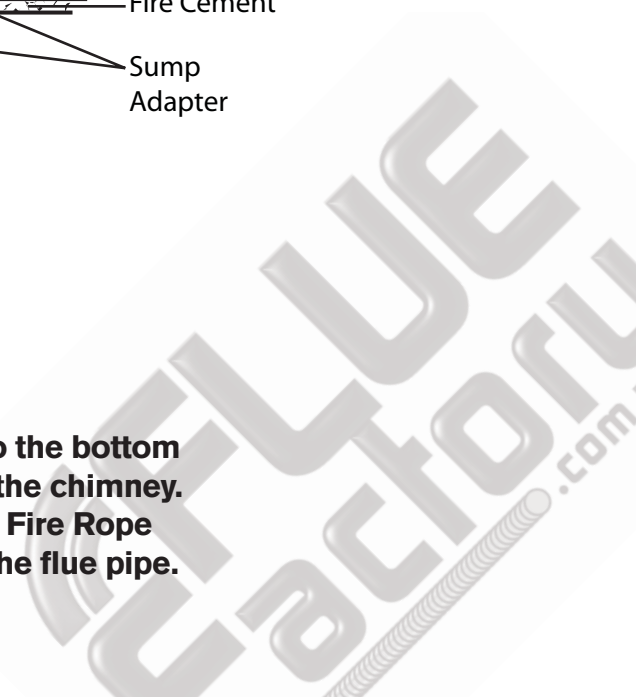 Fire Cement
Sump
Adapter
the bottom
the chimney.
Fire Rope
he flue pipe.
FLUE
factory
.com